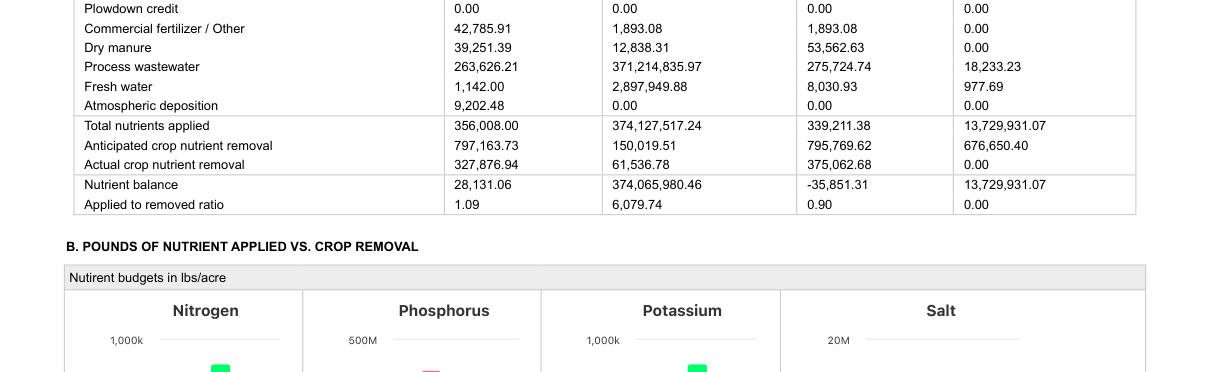 Plowdown credit 0.00 0.00 0.00 0.00
Commercial fertilizer / Other 42,785.91 1,893.08 1,893.08 0.00
Dry manure 39,251.39 12,838.31 53,562.63 0.00
Process wastewater 263,626.21 371,214,835.97 275,724.74 18,233.23
Fresh water 1,142.00 2,897,949.88 8,030.93 977.69
Atmospheric deposition 9,202.48 0.00 0.00 0.00
Total nutrients applied 356,008.00 374,127,517.24 339,211.38 13,729,931.07
Anticipated crop nutrient removal 797,163.73 150,019.51 795,769.62 676,650.40
Actual crop nutrient removal 327,876.94 61,536.78 375,062.68 0.00
Nutrient balance 28,131.06 374,065,980.46 -35,851.31 13,729,931.07
Applied to removed ratio 1.09 6,079.74 0.90 0.00
B. POUNDS OF NUTRIENT APPLIED VS. CROP REMOVAL
Nutirent budgets in lbs/acre
Nitrogen Phosphorus Potassium Salt
1,000k 500M 1,000k 20M